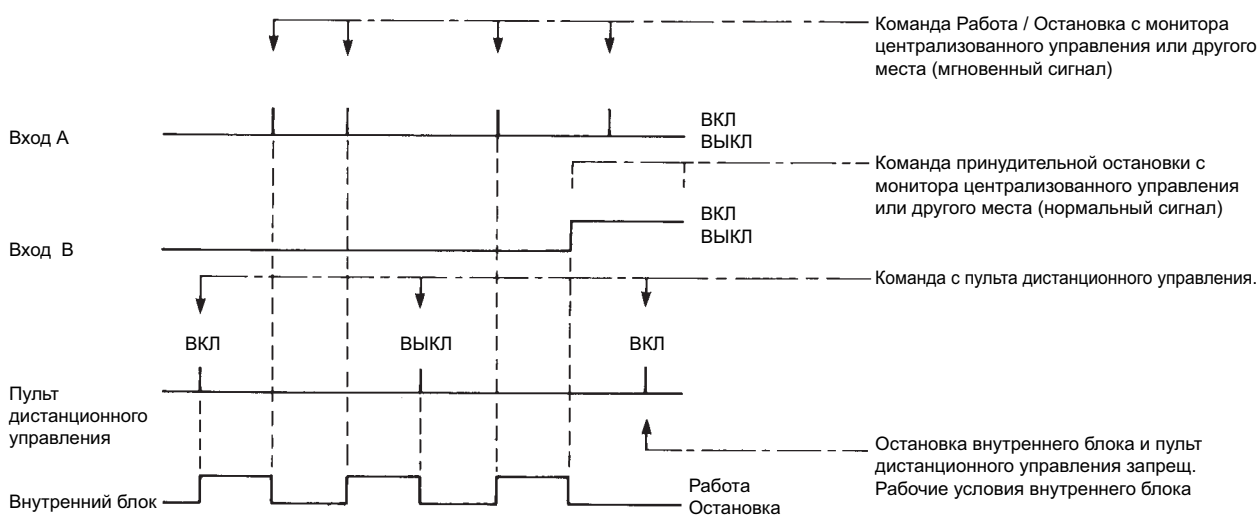 Команда Работа / Остановка с монитора
централизованного управления или другого
места (мгновенный сигнал)
Вход А
ВКЛ
ВЫКЛ
Команда принудительной остановки с
монитора централизованного управления
или другого места (нормальный сигнал)
Вход В
ВКЛ
ВЫКЛ
Команда с пульта дистанционного управления.
ВКЛ
ВЫКЛ
ВКЛ
Пульт
дистанционного
управления
Остановка внутреннего блока и пульт
дистанционного управления запрещ.
Рабочие условия внутреннего блока
Внутренний блок
Работа
Остановка